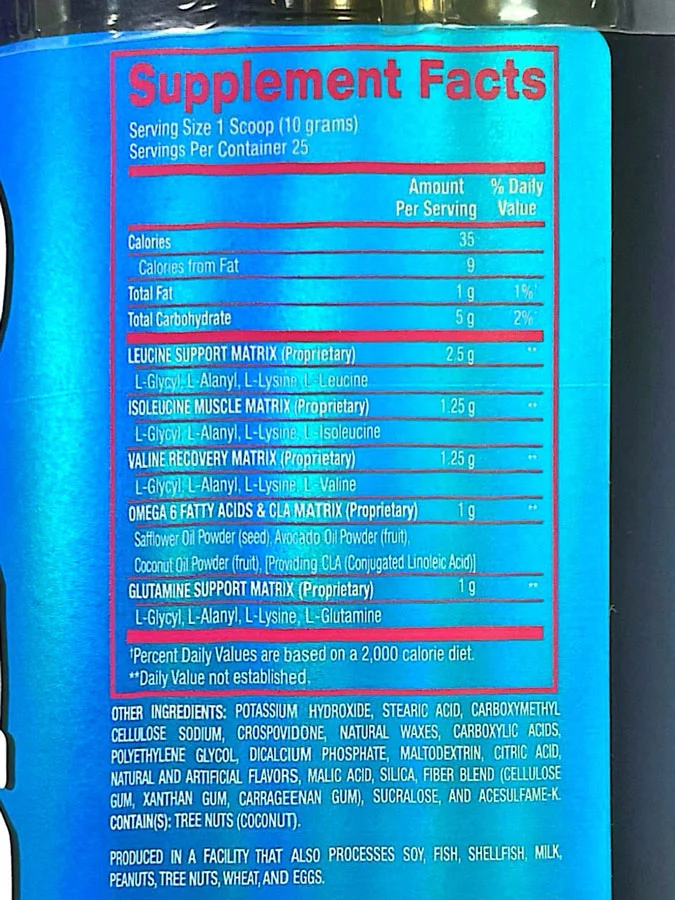 Supplement Facts
Serving Size 1 Scoop (10 grams)
Servings Per Container 25
Amount Per Serving % Daily Value
Calories 35
Calories from Fat 9
Total Fat 1 g 1%†
Total Carbohydrate 5 g 2%†
LEUCINE SUPPORT MATRIX (Proprietary) 2.5 g **
L-Glycyl, L-Alanyl, L-Lysine, L-Leucine
ISOLEUCINE MUSCLE MATRIX (Proprietary) 1.25 g **
L-Glycyl, L-Alanyl, L-Lysine, L-Isoleucine
VALINE RECOVERY MATRIX (Proprietary) 1.25 g **
L-Glycyl, L-Alanyl, L-Lysine, L-Valine
OMEGA 6 FATTY ACIDS & CLA MATRIX (Proprietary) 1 g **
Safflower Oil Powder (seed), Avocado Oil Powder (fruit),
Coconut Oil Powder (fruit), [Providing CLA (Conjugated Linoleic Acid)]
GLUTAMINE SUPPORT MATRIX (Proprietary) 1 g **
L-Glycyl, L-Alanyl, L-Lysine, L-Glutamine
†Percent Daily Values are based on a 2,000 calorie diet.
**Daily Value not established.
OTHER INGREDIENTS: POTASSIUM HYDROXIDE, STEARIC ACID, CARBOXYMETHYL
CELLULOSE SODIUM, CROSPOVIDONE, NATURAL WAXES, CARBOXYLIC ACIDS,
POLYETHYLENE GLYCOL, DICALCIUM PHOSPHATE, MALTODEXTRIN, CITRIC ACID,
NATURAL AND ARTIFICIAL FLAVORS, MALIC ACID, SILICA, FIBER BLEND (CELLULOSE
GUM, XANTHAN GUM, CARRAGEENAN GUM), SUCRALOSE, AND ACESULFAME-K.
CONTAIN(S): TREE NUTS (COCONUT).
PRODUCED IN A FACILITY THAT ALSO PROCESSES SOY, FISH, SHELLFISH, MILK,
PEANUTS, TREE NUTS, WHEAT, AND EGGS.